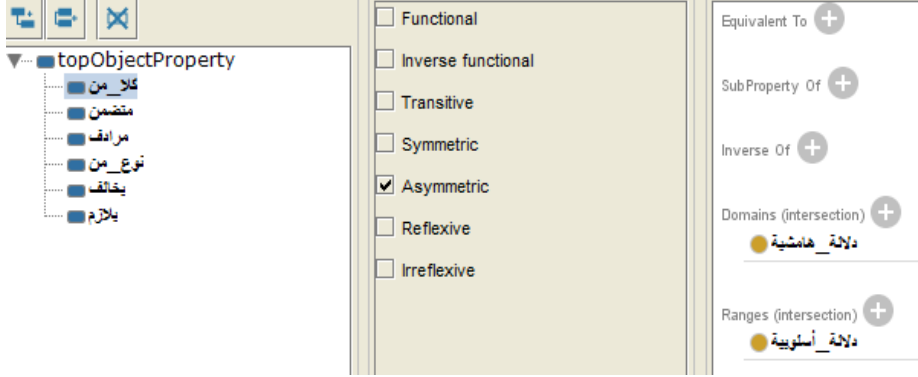 topObjectProperty
كلا_من
متضمن
مرادف
نوع_من
يخالف
يلازم
Functional
Inverse functional
Transitive
Symmetric
Asymmetric
Reflexive
Irreflexive
Equivalent To
SubProperty Of
Inverse Of
Domains (intersection)
دلالة_هامشية
Ranges (intersection)
دلالة_أسلوبية